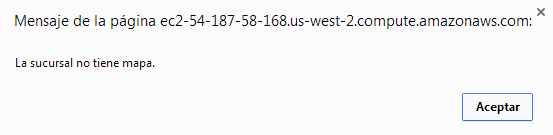 Mensaje de la página ec2-54-187-58-168.us-west-2.compute.amazonaws.com:
La sucursal no tiene mapa.
Aceptar